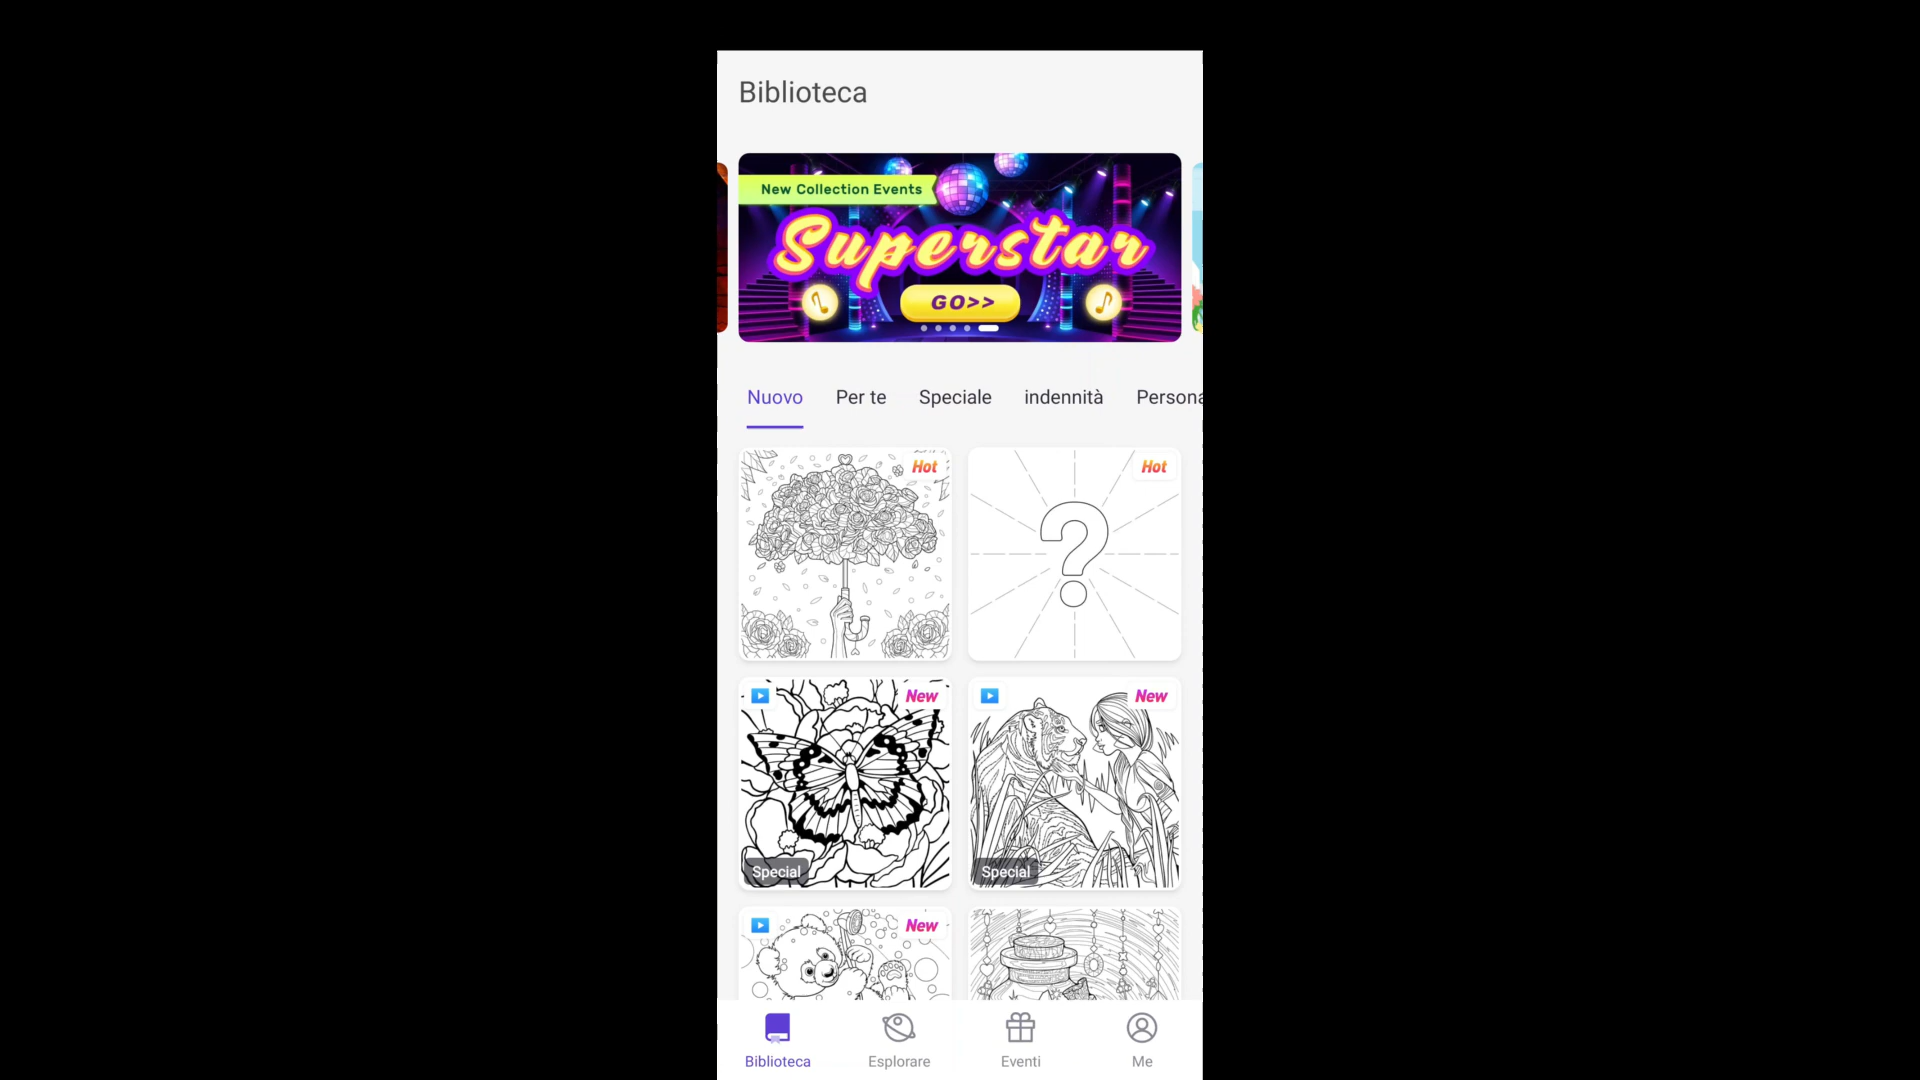 Biblioteca
New Collection Events
Superstar
GO>>
Nuovo Per te Speciale indennità Persona
Hot Hot
?
New New
Special Special
New
Biblioteca Esplorare Eventi Me